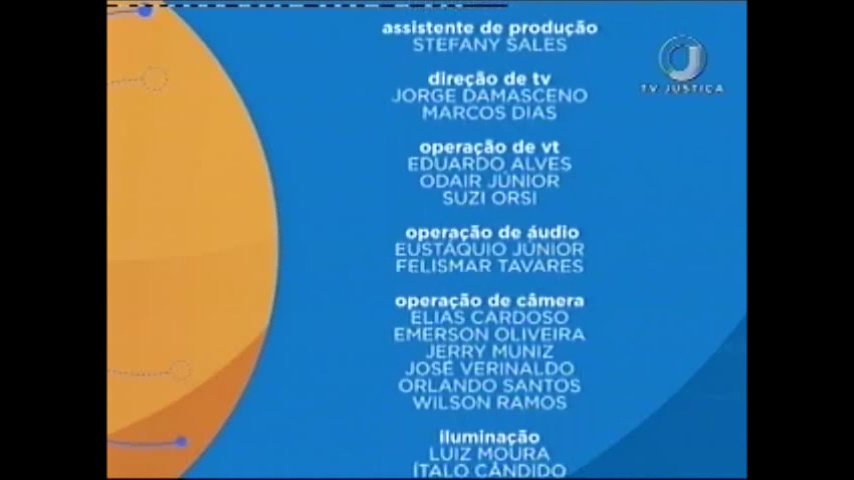 assistente de produção
STEFANY SALES
TV JUSTIÇA
direção de tv
JORGE DAMASCENO
MARCOS DIAS
operação de vt
EDUARDO ALVES
ODAIR JÚNIOR
SUZI ORSI
operação de áudio
EUSTÁQUIO JÚNIOR
FELISMAR TAVARES
operação de câmera
ELIAS CARDOSO
EMERSON OLIVEIRA
JERRY MUNIZ
JOSÉ VERINALDO
ORLANDO SANTOS
WILSON RAMOS
iluminação
LUIZ MOURA
ÍTALO CÂNDIDO